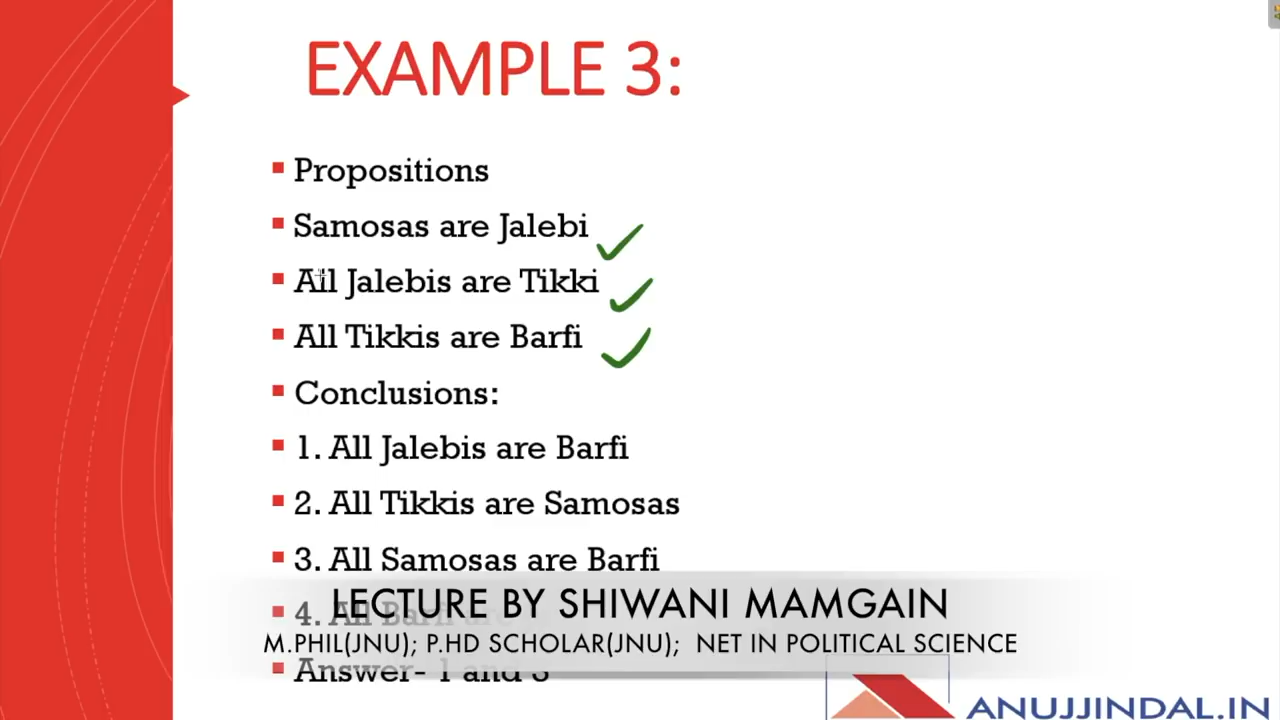 EXAMPLE 3:
Propositions
Samosas are Jalebi
All Jalebis are Tikki
All Tikkis are Barfi
Conclusions:
1. All Jalebis are Barfi
2. All Tikkis are Samosas
3. All Samosas are Barfi
4. All Barfi
LECTURE BY SHIWANI MAMGAIN
M.PHIL(JNU); P.HD SCHOLAR(JNU); NET IN POLITICAL SCIENCE
Answer- 1 and 3
ANUJJINDAL.IN